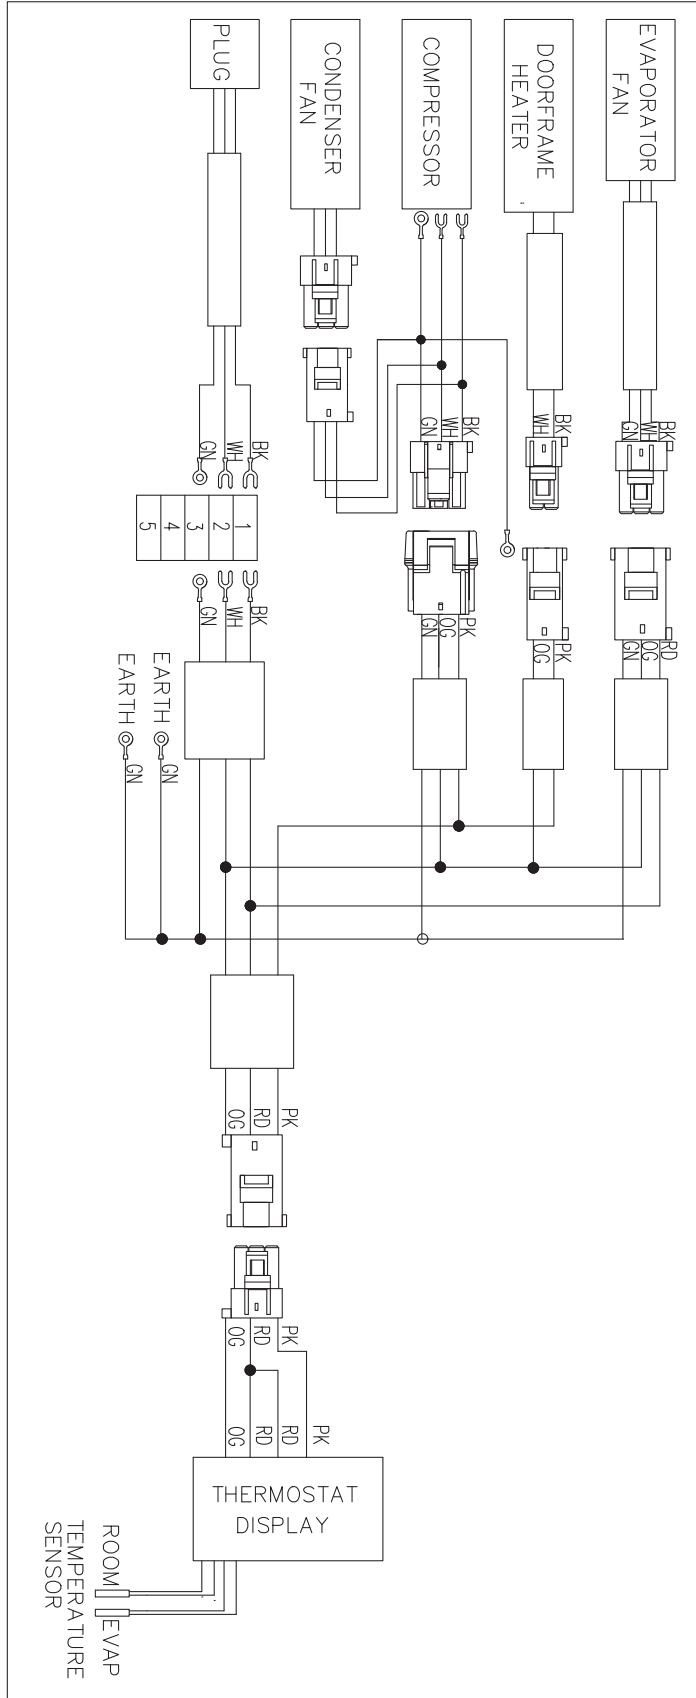 PLUG
CONDENSER
FAN
COMPRESSOR
DOORFRAME
HEATER
EVAPORATOR
FAN
GN
WH
BK
GN
WH
BK
WH
BK
GN
WH
BK
5
4
3
2
1
GN
WH
BK
GN
OG
PK
OG
PK
GN
OG
RD
EARTH
EARTH
GN
GN
OG
RD
PK
OG
RD
PK
OG
RD
RD
PK
THERMOSTAT
DISPLAY
ROOM
EVAP
TEMPERATURE
SENSOR